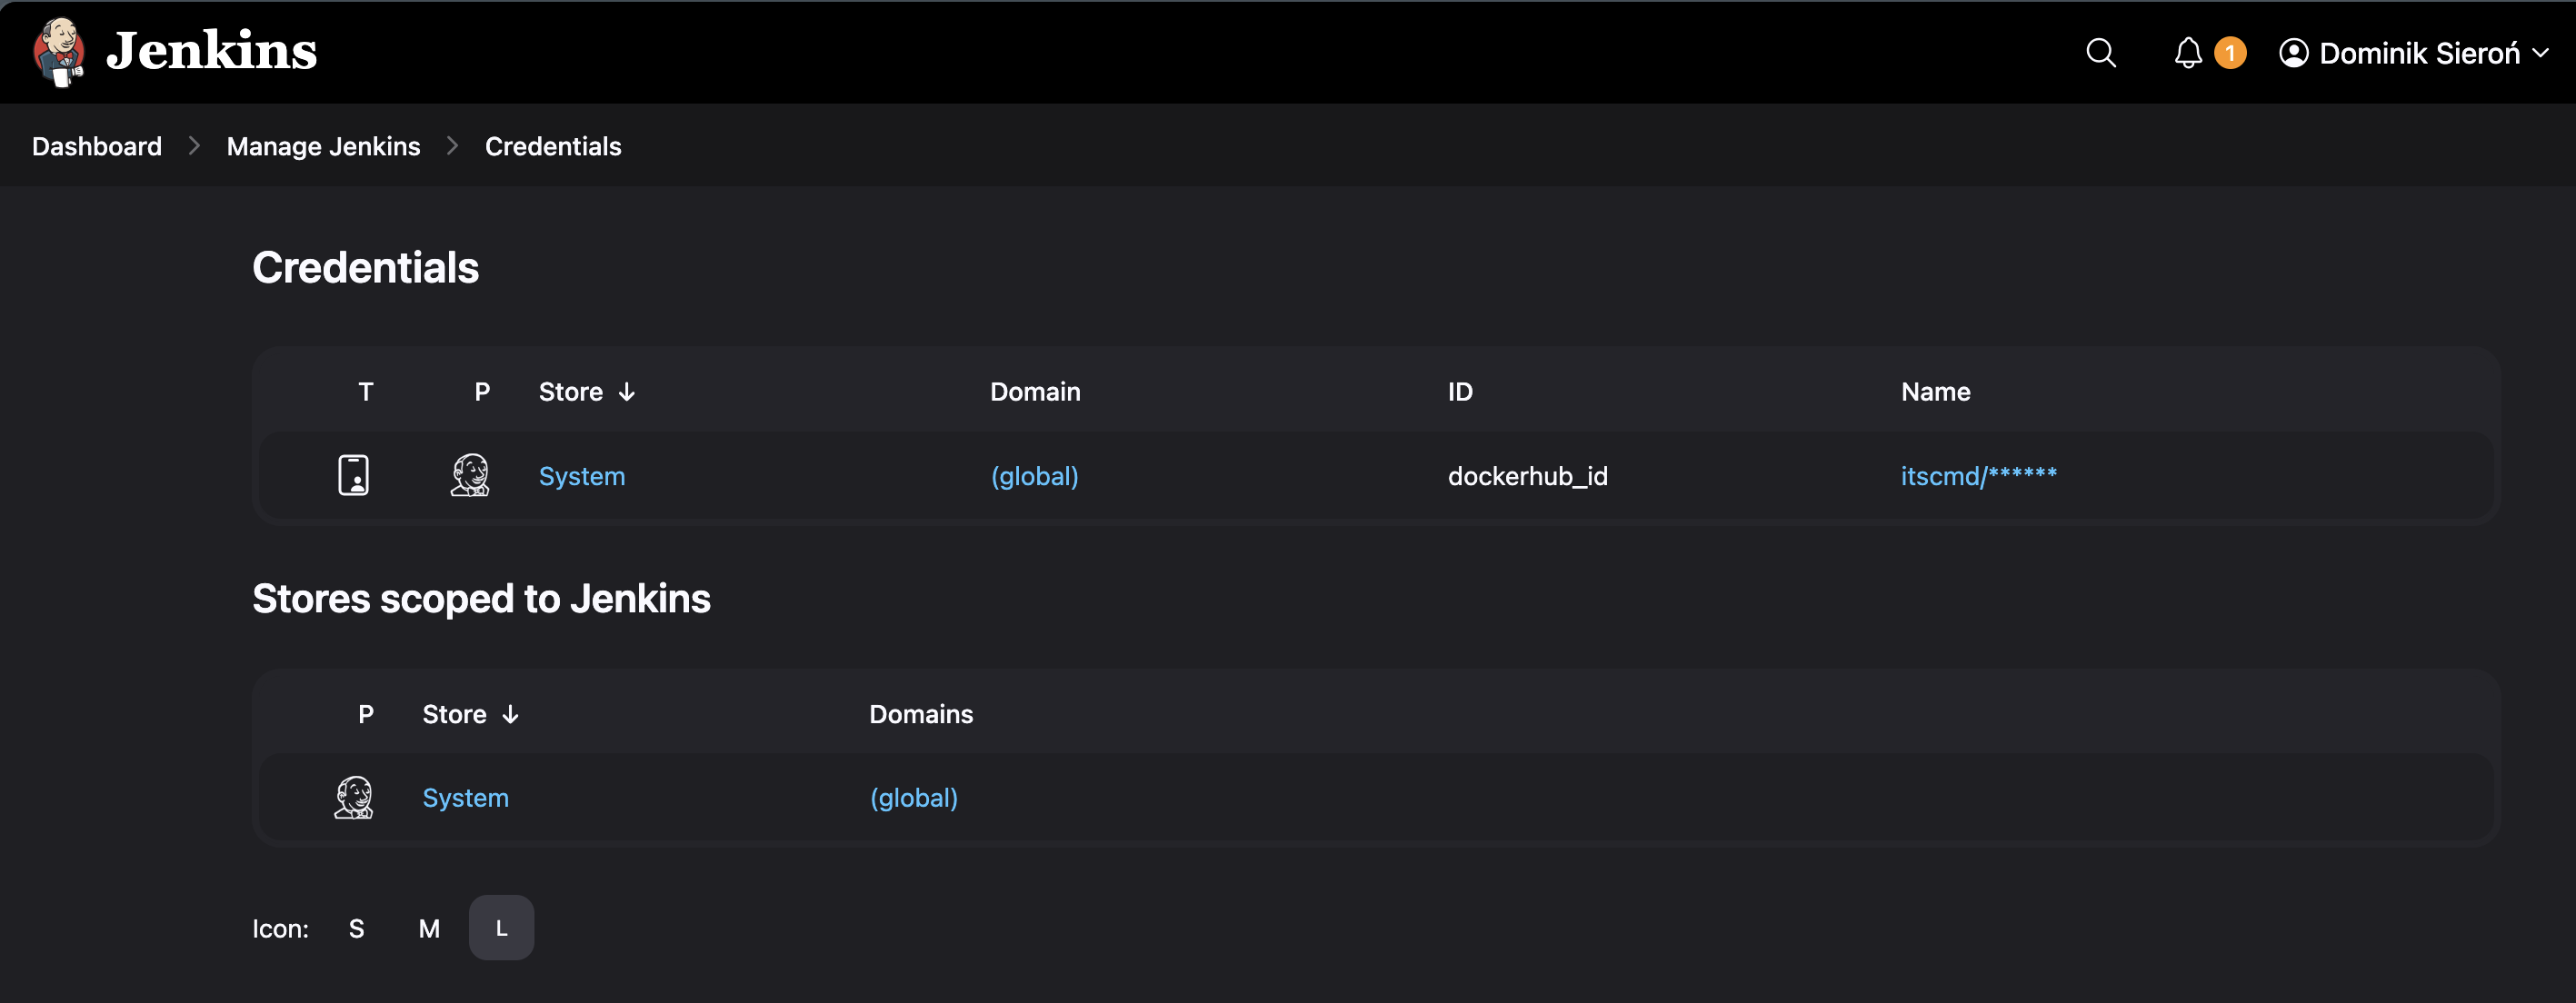 Jenkins 1 Dominik Sieroń
Dashboard Manage Jenkins Credentials
Credentials
T P Store ↓ Domain ID Name
System (global) dockerhub_id itscmd/******
Stores scoped to Jenkins
P Store ↓ Domains
System (global)
Icon: S M L